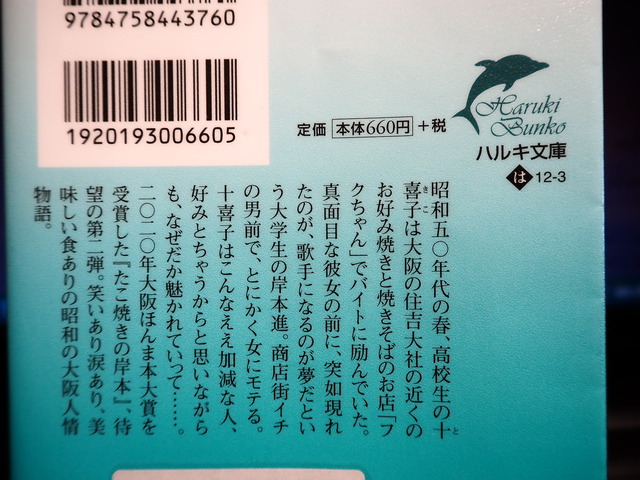 9784758443760
1920193006605
定価 本体660円 +税
Haruki
Bunko
ハルキ文庫
は 12-3
昭和五〇年代の春、高校生の十
喜子は大阪の住吉大社の近くの
お好み焼きと焼きそばのお店「フ
クちゃん」でバイトに励んでいた。
真面目な彼女の前に、突如現れ
たのが、歌手になるのが夢だとい
う大学生の岸本進。商店街イチ
の男前で、とにかく女にモテる。
十喜子はこんなええ加減な人、
好みとちゃうからと思いながら
も、なぜだか魅かれていって……。
二〇二〇年大阪ほんま本大賞を
受賞した『たこ焼きの岸本』、待
望の第二弾。笑いあり涙あり、美
味しい食ありの昭和の大阪人情
物語。